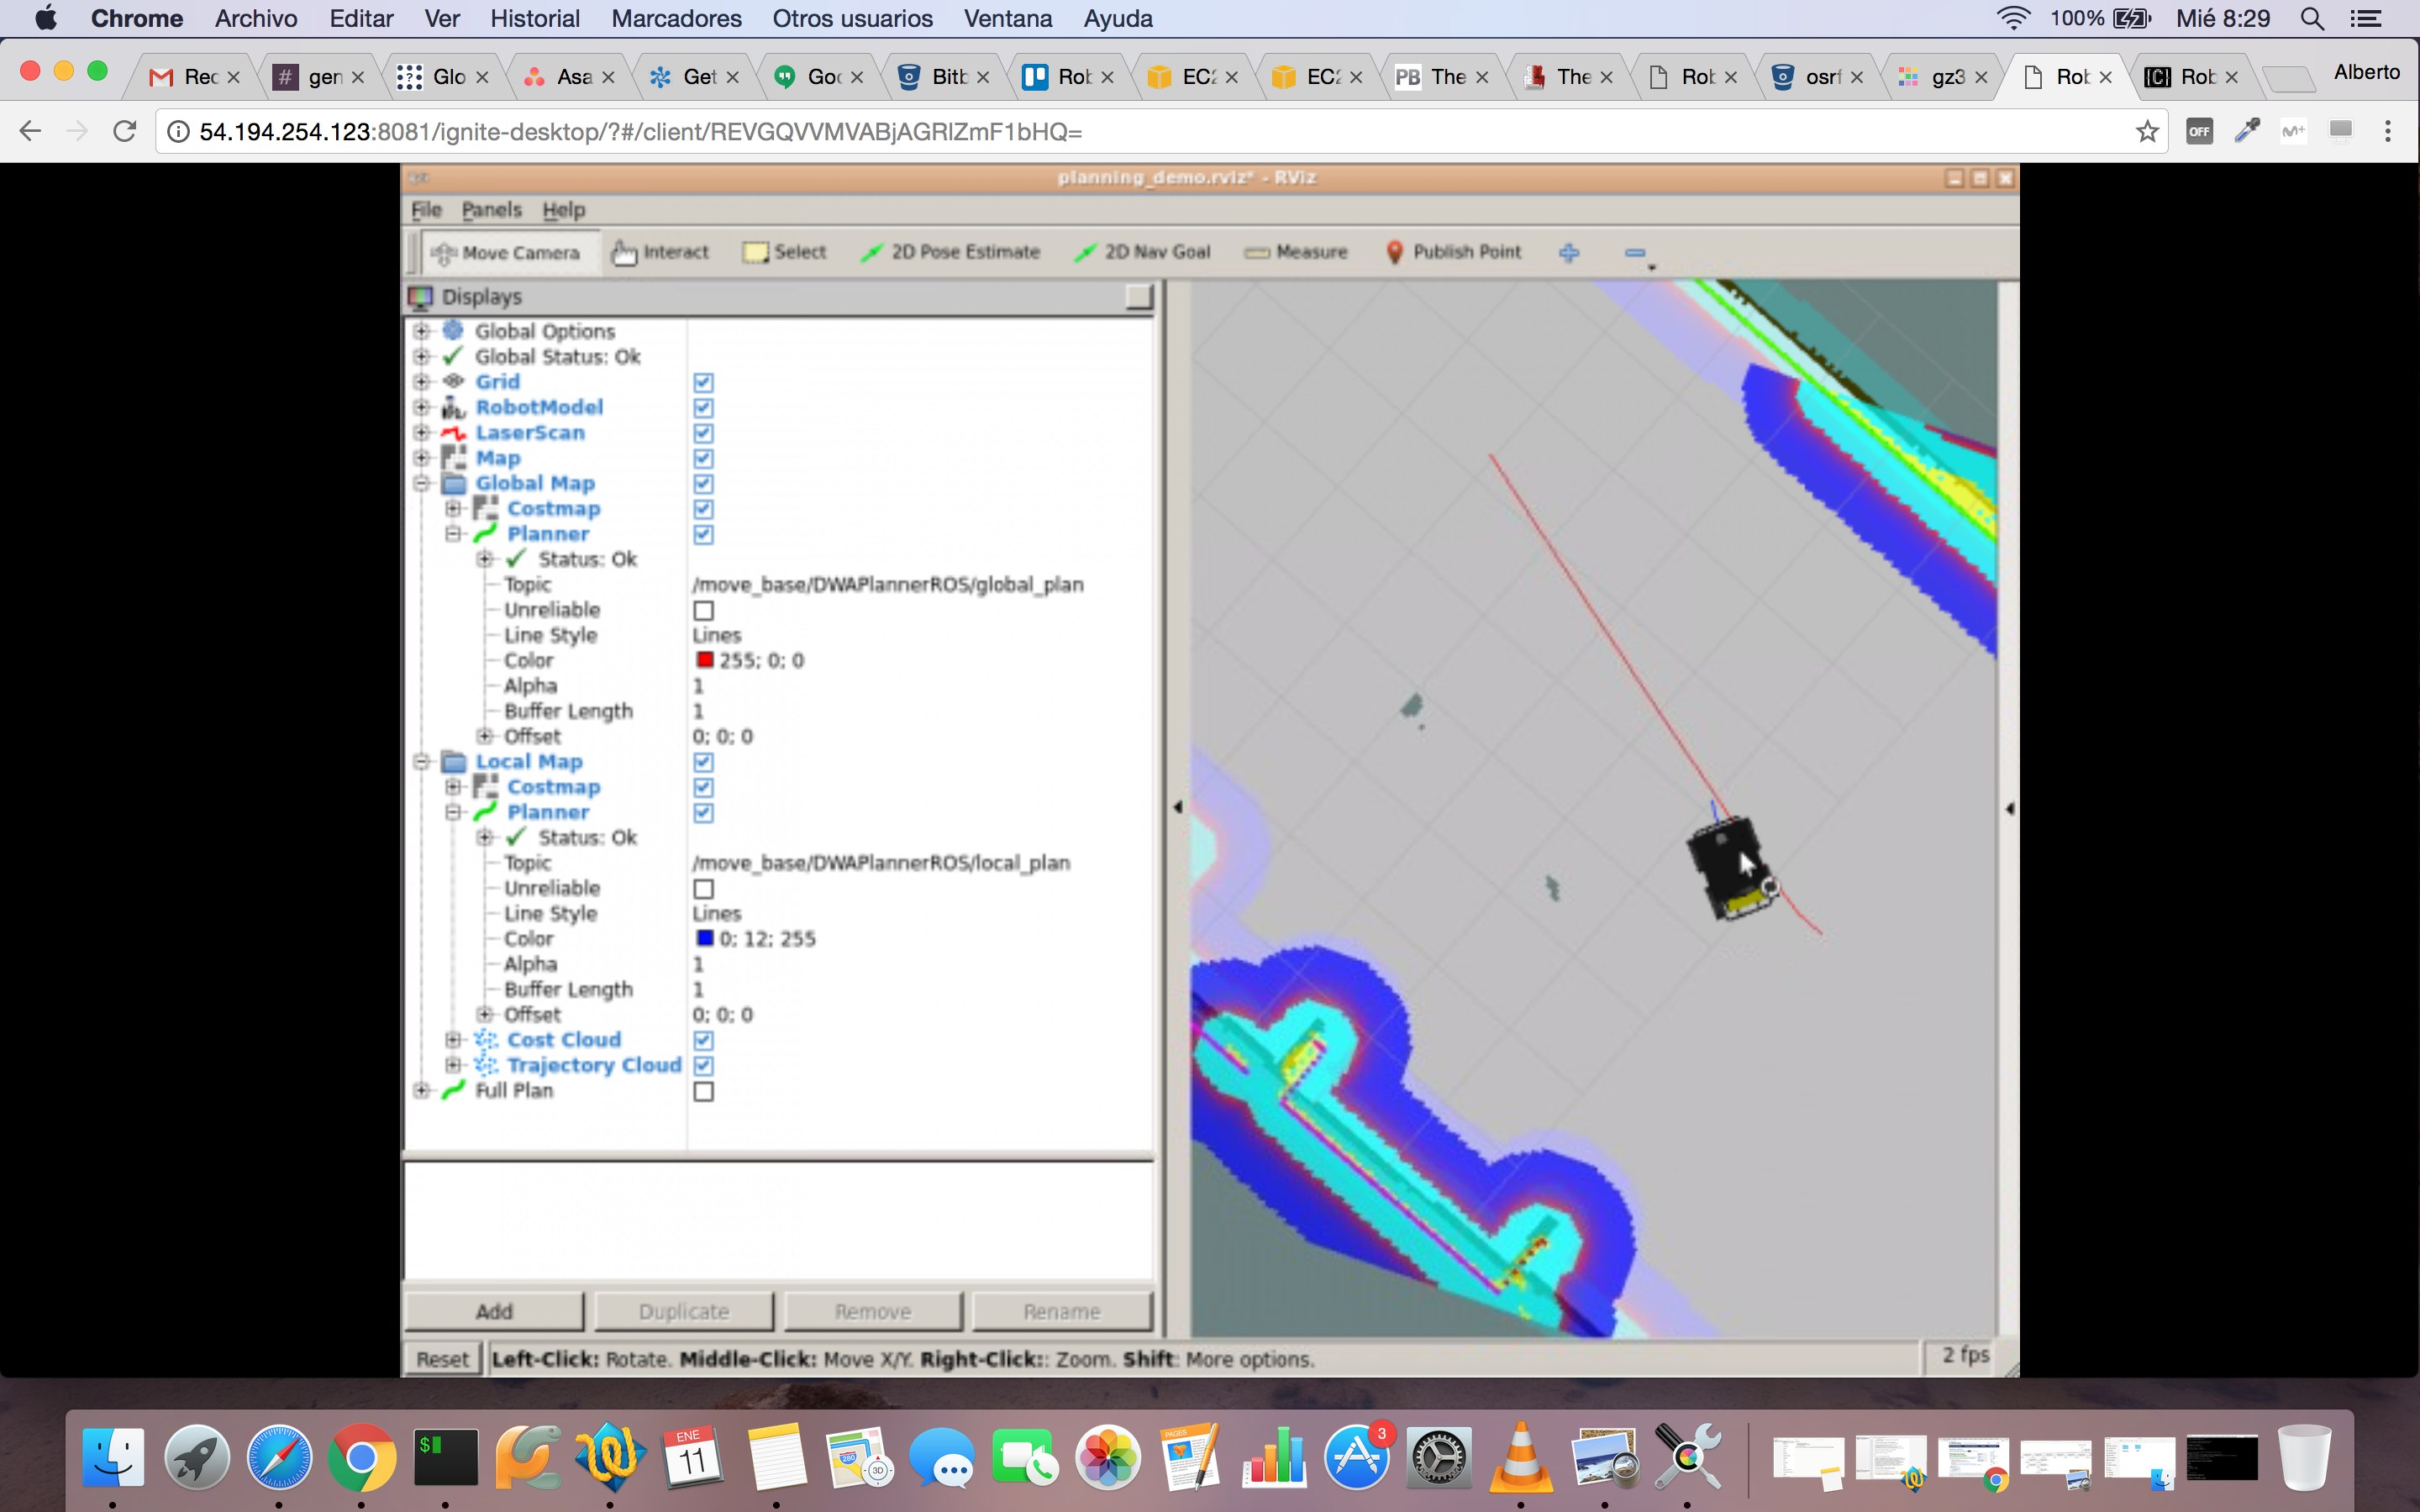 Chrome Archivo Editar Ver Historial Marcadores Otros usuarios Ventana Ayuda 100% Mié 8:29
Rec gen Glo Asa Get Goo Bitb Rob EC2 EC2 PB The The Rob osrf gz3 Rob [C] Rob Alberto
54.194.254.123:8081/ignite-desktop/?#/client/REVGQVVMVABjAGRlZmF1bHQ=
OFF
planning_demo.rviz* - RViz
File Panels Help
Move Camera Interact Select 2D Pose Estimate 2D Nav Goal Measure Publish Point
Displays
Global Options
Global Status: Ok
Grid
RobotModel
LaserScan
Map
Global Map
Costmap
Planner
Status: Ok
Topic /move_base/DWAPlannerROS/global_plan
Unreliable
Line Style Lines
Color 255; 0; 0
Alpha 1
Buffer Length 1
Offset 0; 0; 0
Local Map
Costmap
Planner
Status: Ok
Topic /move_base/DWAPlannerROS/local_plan
Unreliable
Line Style Lines
Color 0; 12; 255
Alpha 1
Buffer Length 1
Offset 0; 0; 0
Cost Cloud
Trajectory Cloud
Full Plan
Add Duplicate Remove Rename
Reset Left-Click: Rotate. Middle-Click: Move X/Y. Right-Click:: Zoom. Shift: More options. 2 fps
ENE
11
280
3D
PAGES
3